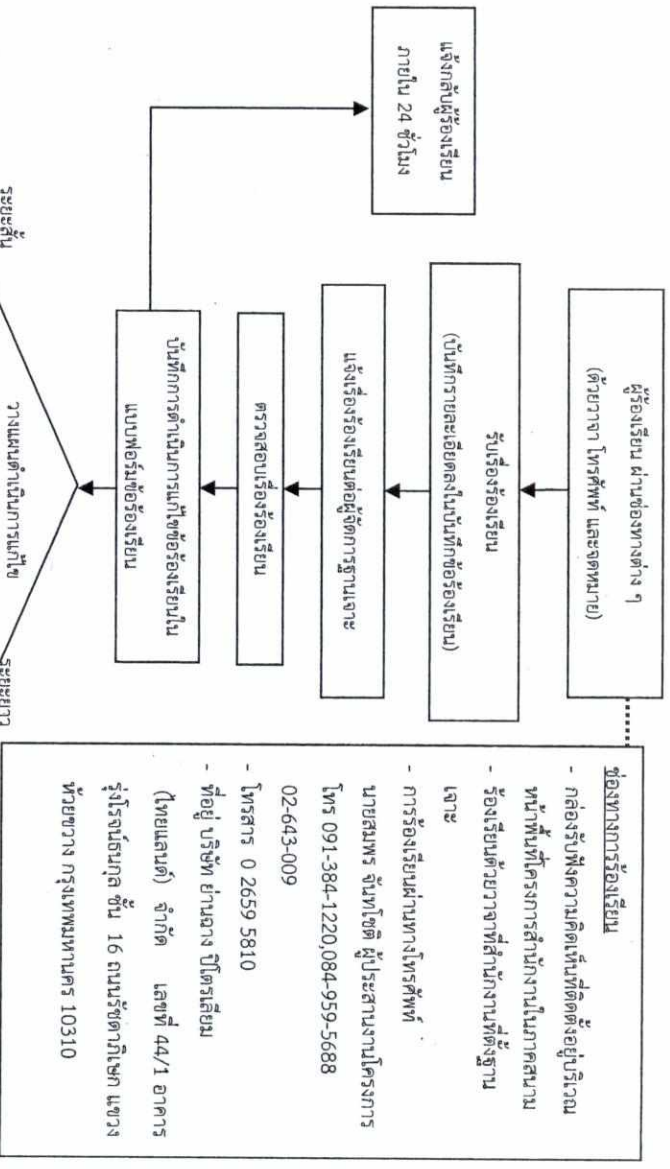 ผู้ร้องเรียน ผ่านช่องทางต่าง ๆ
(ด้วยวาจา โทรศัพท์ และจดหมาย)
รับเรื่องร้องเรียน
(บันทึกรายละเอียดลงในบันทึกข้อร้องเรียน)
แจ้งเรื่องร้องเรียนต่อผู้จัดการฐานเจาะ
ตรวจสอบเรื่องร้องเรียน
บันทึกการดำเนินการแก้ไขข้อร้องเรียนใน
แบบฟอร์มข้อร้องเรียน
แจ้งกลับผู้ร้องเรียน
ภายใน 24 ชั่วโมง
วางแผนดำเนินการแก้ไข
ระยะสั้น
ระยะยาว
ช่องทางการร้องเรียน
- กล่องรับฟังความคิดเห็นที่ติดตั้งอยู่บริเวณ
หน้าพื้นที่โครงการสำนักงานในภาคสนาม
- ร้องเรียนด้วยวาจาที่สำนักงานที่ตั้งฐาน
เจาะ
- การร้องเรียนผ่านทางโทรศัพท์
นายสมพร จันทโชติ ผู้ประสานงานโครงการ
โทร 091-384-1220,084-959-5688
02-643-009
- โทรสาร 0 2659 5810
- ที่อยู่ บริษัท ย่านฉาง ปิโตรเลียม
(ไทยแลนด์) จำกัด เลขที่ 44/1 อาคาร
รุ่งโรจน์ธนกุล ชั้น 16 ถนนรัชดาภิเษก แขวง
ห้วยขวาง กรุงเทพมหานคร 10310